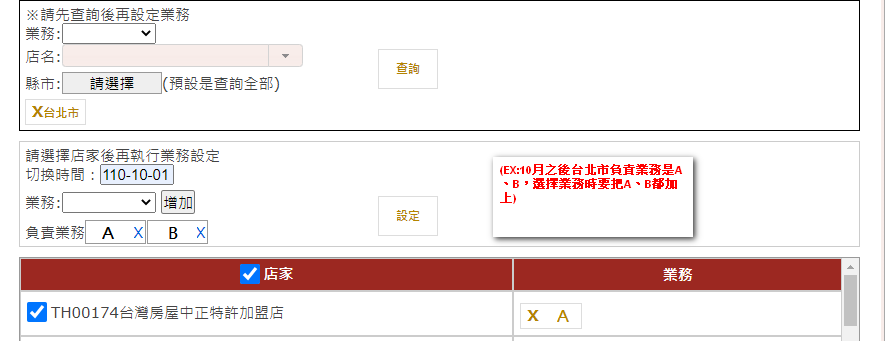 ※請先查詢後再設定業務
業務:
店名:
查詢
縣市: 請選擇 (預設是查詢全部)
X台北市
請選擇店家後再執行業務設定
切換時間：110-10-01
業務: 增加
設定
負責業務 A X B X
(EX:10月之後台北市負責業務是A
、B，選擇業務時要把A、B都加
上)
店家 業務
TH00174台灣房屋中正特許加盟店 X A